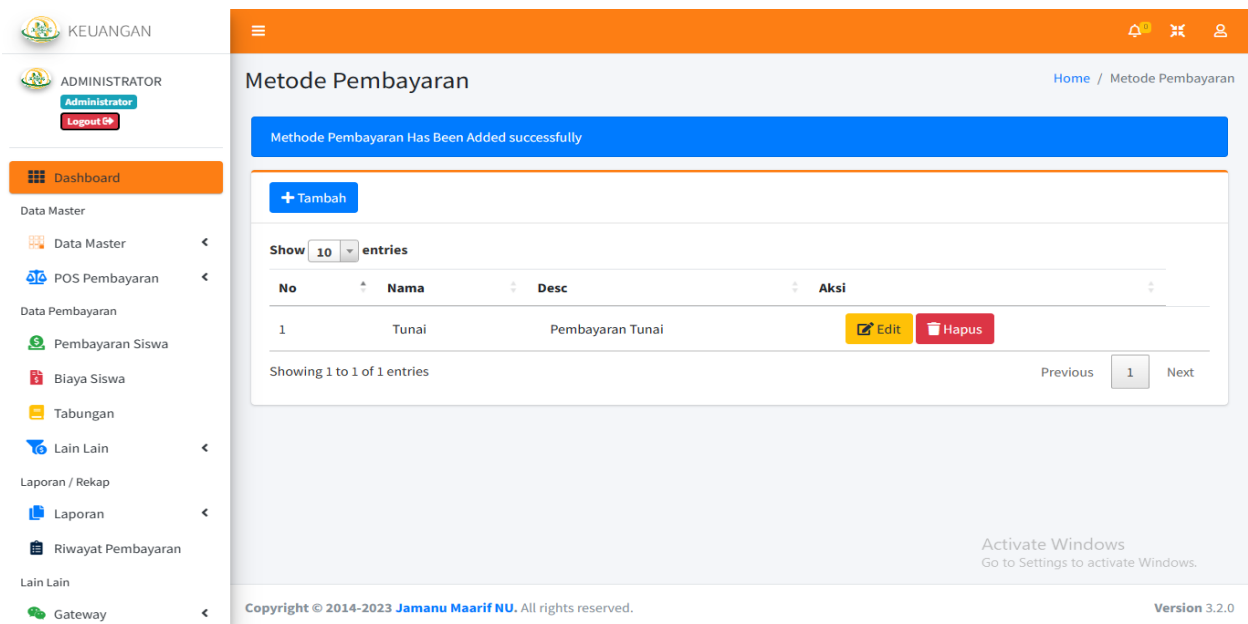 KEUANGAN
0
ADMINISTRATOR
Administrator
Logout
Metode Pembayaran
Home / Metode Pembayaran
Methode Pembayaran Has Been Added successfully
Dashboard
Data Master
Data Master
POS Pembayaran
Data Pembayaran
Pembayaran Siswa
Biaya Siswa
Tabungan
Lain Lain
Laporan / Rekap
Laporan
Riwayat Pembayaran
Lain Lain
Gateway
Tambah
Show 10 entries
No Nama Desc Aksi
1 Tunai Pembayaran Tunai Edit Hapus
Showing 1 to 1 of 1 entries
Previous 1 Next
Activate Windows
Go to Settings to activate Windows.
Copyright © 2014-2023 Jamanu Maarif NU. All rights reserved.
Version 3.2.0